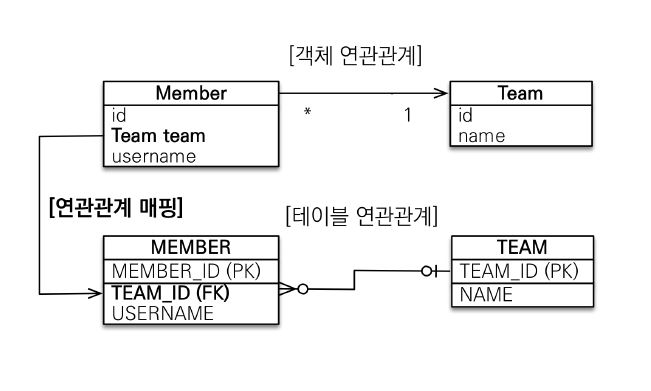 [객체 연관관계]
Member
id
Team team
username
* 1
Team
id
name
[연관관계 매핑]
[테이블 연관관계]
MEMBER
MEMBER_ID (PK)
TEAM_ID (FK)
USERNAME
TEAM
TEAM_ID (PK)
NAME